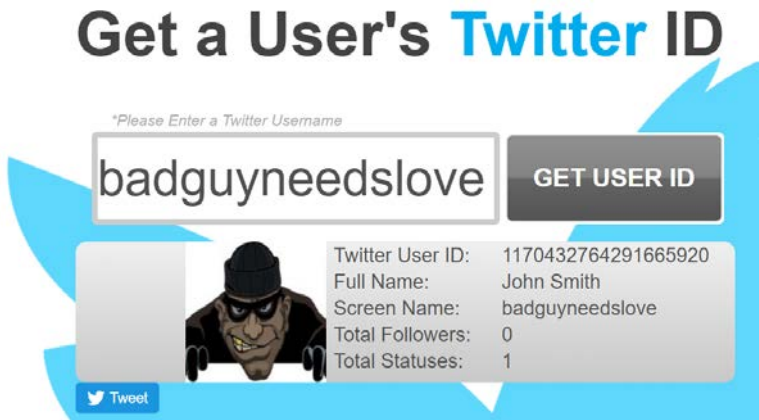 Get a User's Twitter ID
*Please Enter a Twitter Username
badguyneedslove
GET USER ID
Twitter User ID: 1170432764291665920
Full Name: John Smith
Screen Name: badguyneedslove
Total Followers: 0
Total Statuses: 1
Tweet